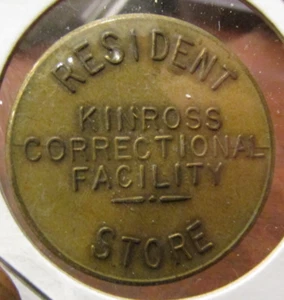 RESIDENT
KINROSS
CORRECTIONAL
FACILITY
STORE